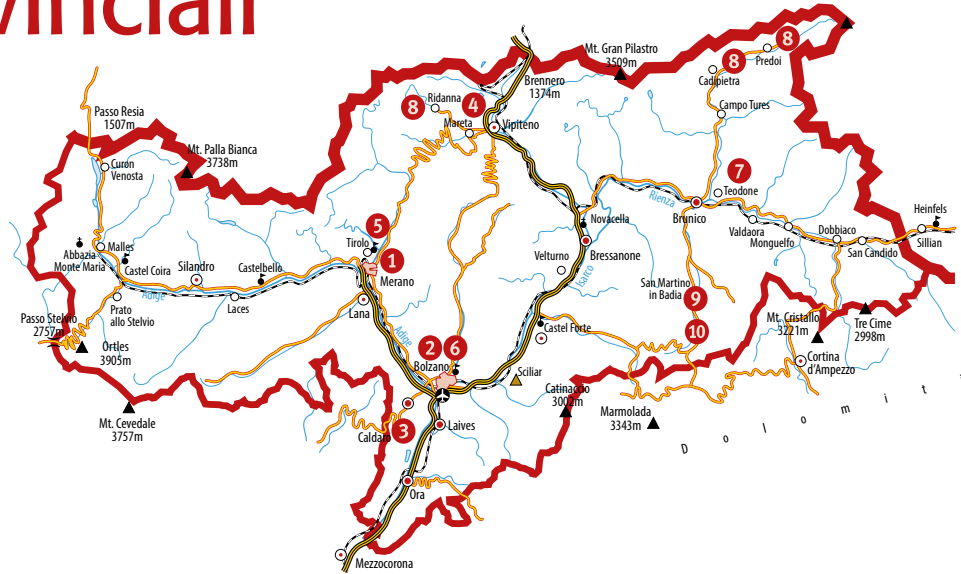 vinciali
Mt. Gran Pilastro
3509m
8
Predoi
8
Cadipietra
Brennero
1374m
8
Ridanna
4
Mareta
Vipiteno
Campo Tures
Passo Resia
1507m
Mt. Palla Bianca
3738m
Curon
Venosta
7
Teodone
Rienza
Brunico
Novacella
Valdaora
Monguelfo
Dobbiaco
San Candido
Heinfels
Sillian
5
Tirolo
1
Merano
Malles
Abbazia
Monte Maria
Castel Coira
Silandro
Castelbello
Adige
Laces
Lana
Prato
allo Stelvio
Passo Stelvio
2757m
Ortles
3905m
Bressanone
Velturno
Isarco
San Martino
in Badia
9
10
Castel Forte
Adige
2
6
Bolzano
Sciliar
Catinaccio
3002m
Mt. Cristallo
3221m
Tre Cime
2998m
Cortina
d'Ampezzo
Marmolada
3343m
Mt. Cevedale
3757m
Caldaro
3
Laives
Ora
Mezzocorona
D o l o m i t